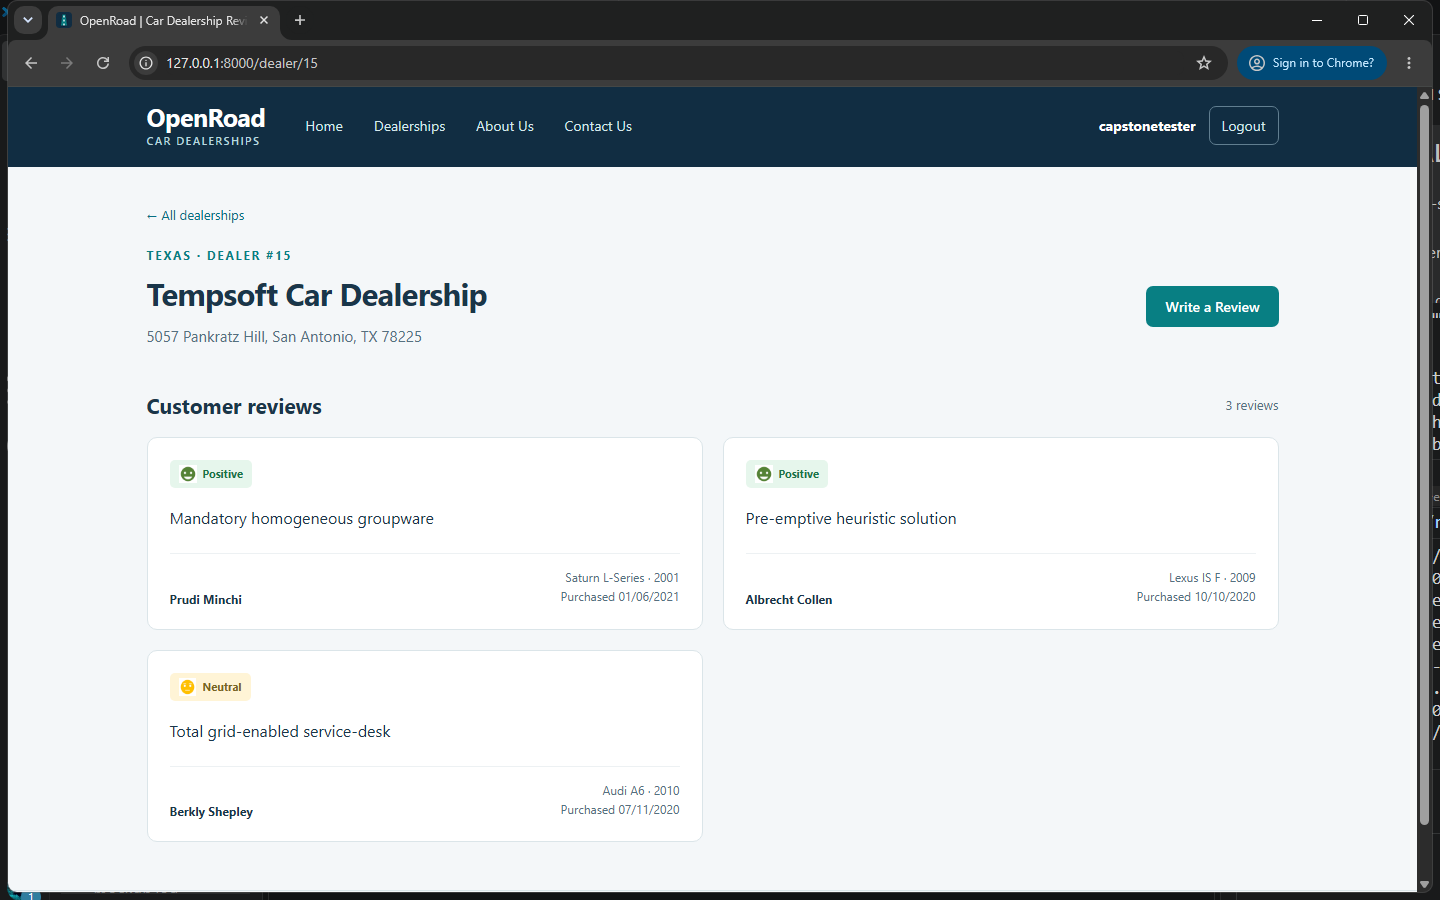 OpenRoad | Car Dealership Rev
127.0.0.1:8000/dealer/15
Sign in to Chrome?
OpenRoad
CAR DEALERSHIPS
Home
Dealerships
About Us
Contact Us
capstonetester
Logout
← All dealerships
TEXAS · DEALER #15
Tempsoft Car Dealership
5057 Pankratz Hill, San Antonio, TX 78225
Write a Review
Customer reviews
3 reviews
Positive
Mandatory homogeneous groupware
Prudi Minchi
Saturn L-Series · 2001
Purchased 01/06/2021
Positive
Pre-emptive heuristic solution
Albrecht Collen
Lexus IS F · 2009
Purchased 10/10/2020
Neutral
Total grid-enabled service-desk
Berkly Shepley
Audi A6 · 2010
Purchased 07/11/2020
1